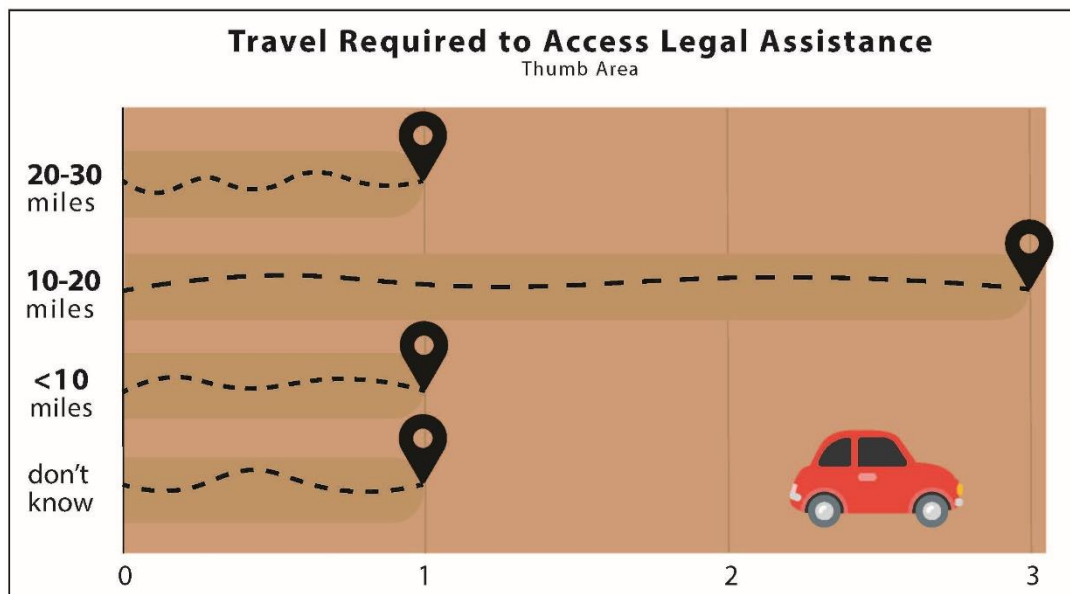 Travel Required to Access Legal Assistance
Thumb Area
20-30
miles
10-20
miles
<10
miles
don't
know
0 1 2 3